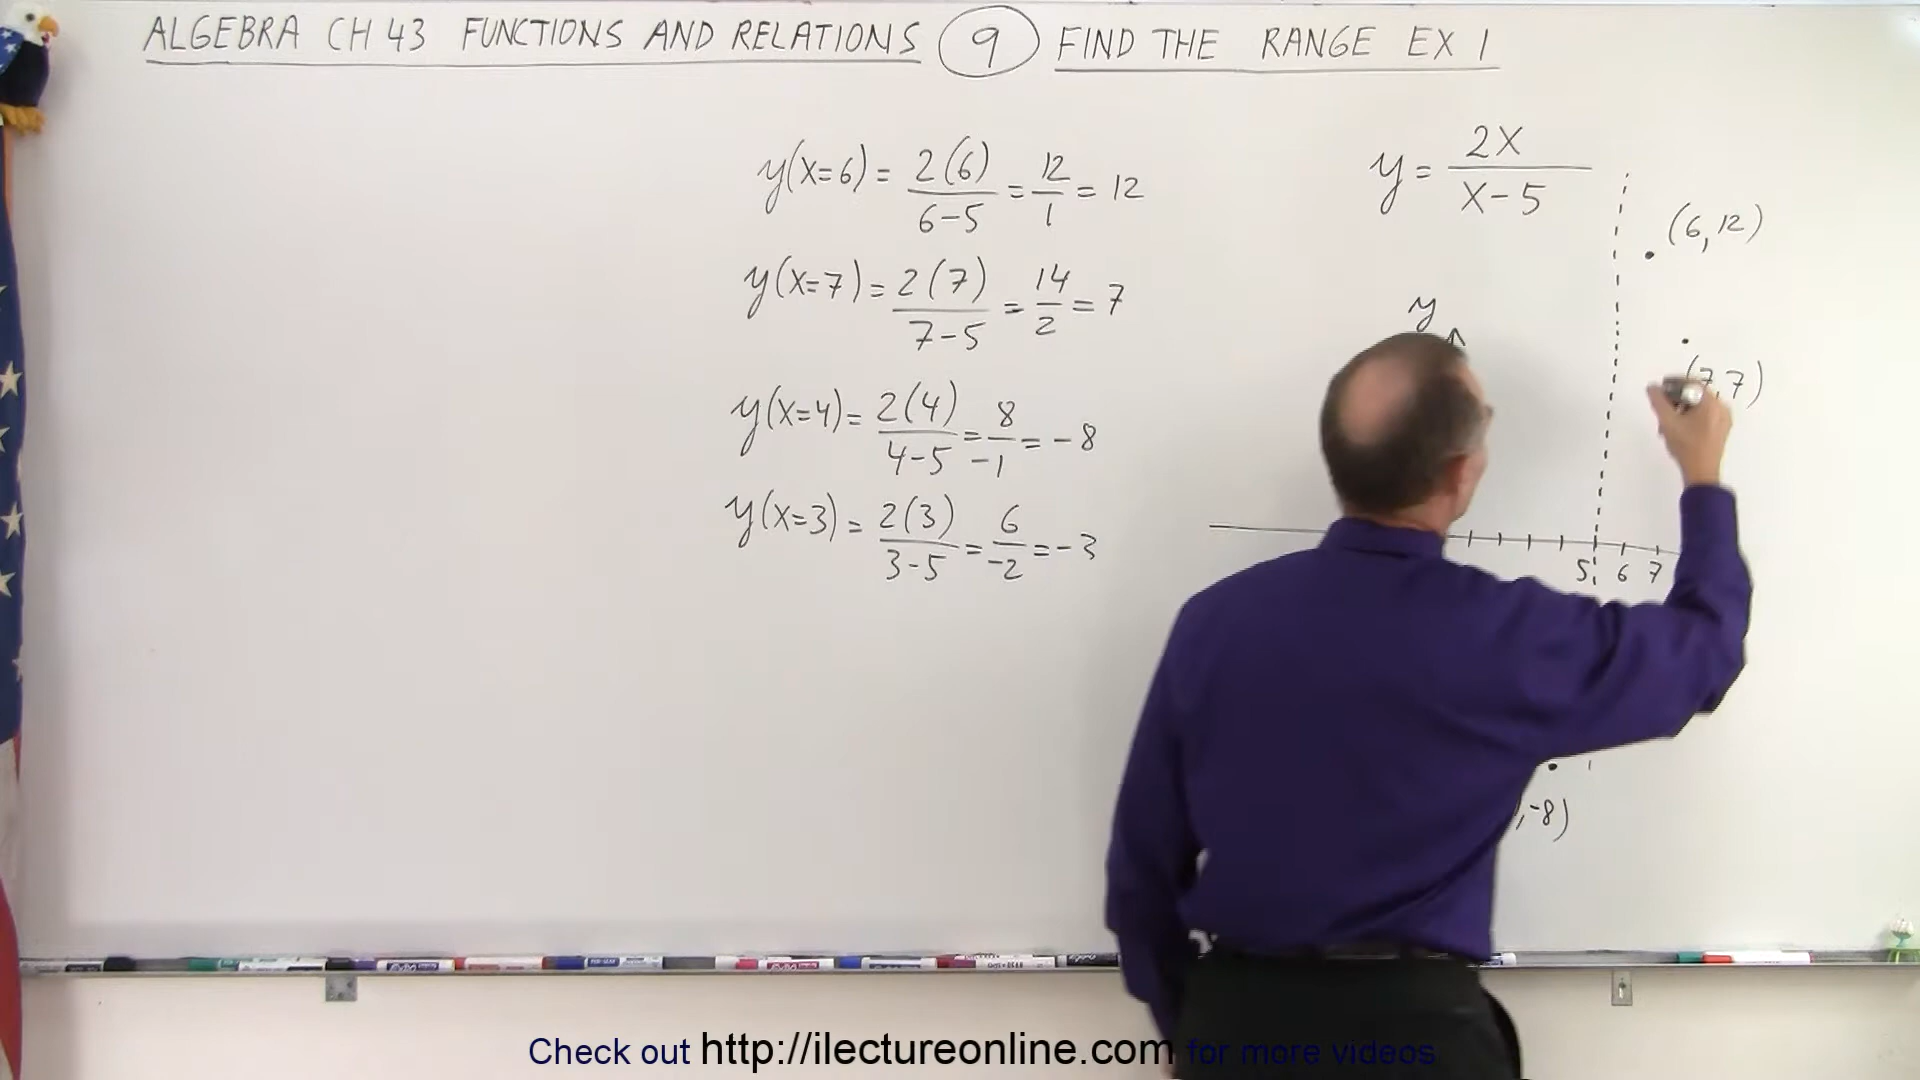 ALGEBRA CH 43 FUNCTIONS AND RELATIONS 9 FIND THE RANGE EX 1
y(x=6) = 2(6)/6-5 = 12/1 = 12
y(x=7) = 2(7)/7-5 = 14/2 = 7
y(x=4) = 2(4)/4-5 = 8/-1 = -8
y(x=3) = 2(3)/3-5 = 6/-2 = -3
y = 2x/x-5
(6,12)
y
(7,7)
5 6 7
,-8)
Check out http://ilectureonline.com for more videos